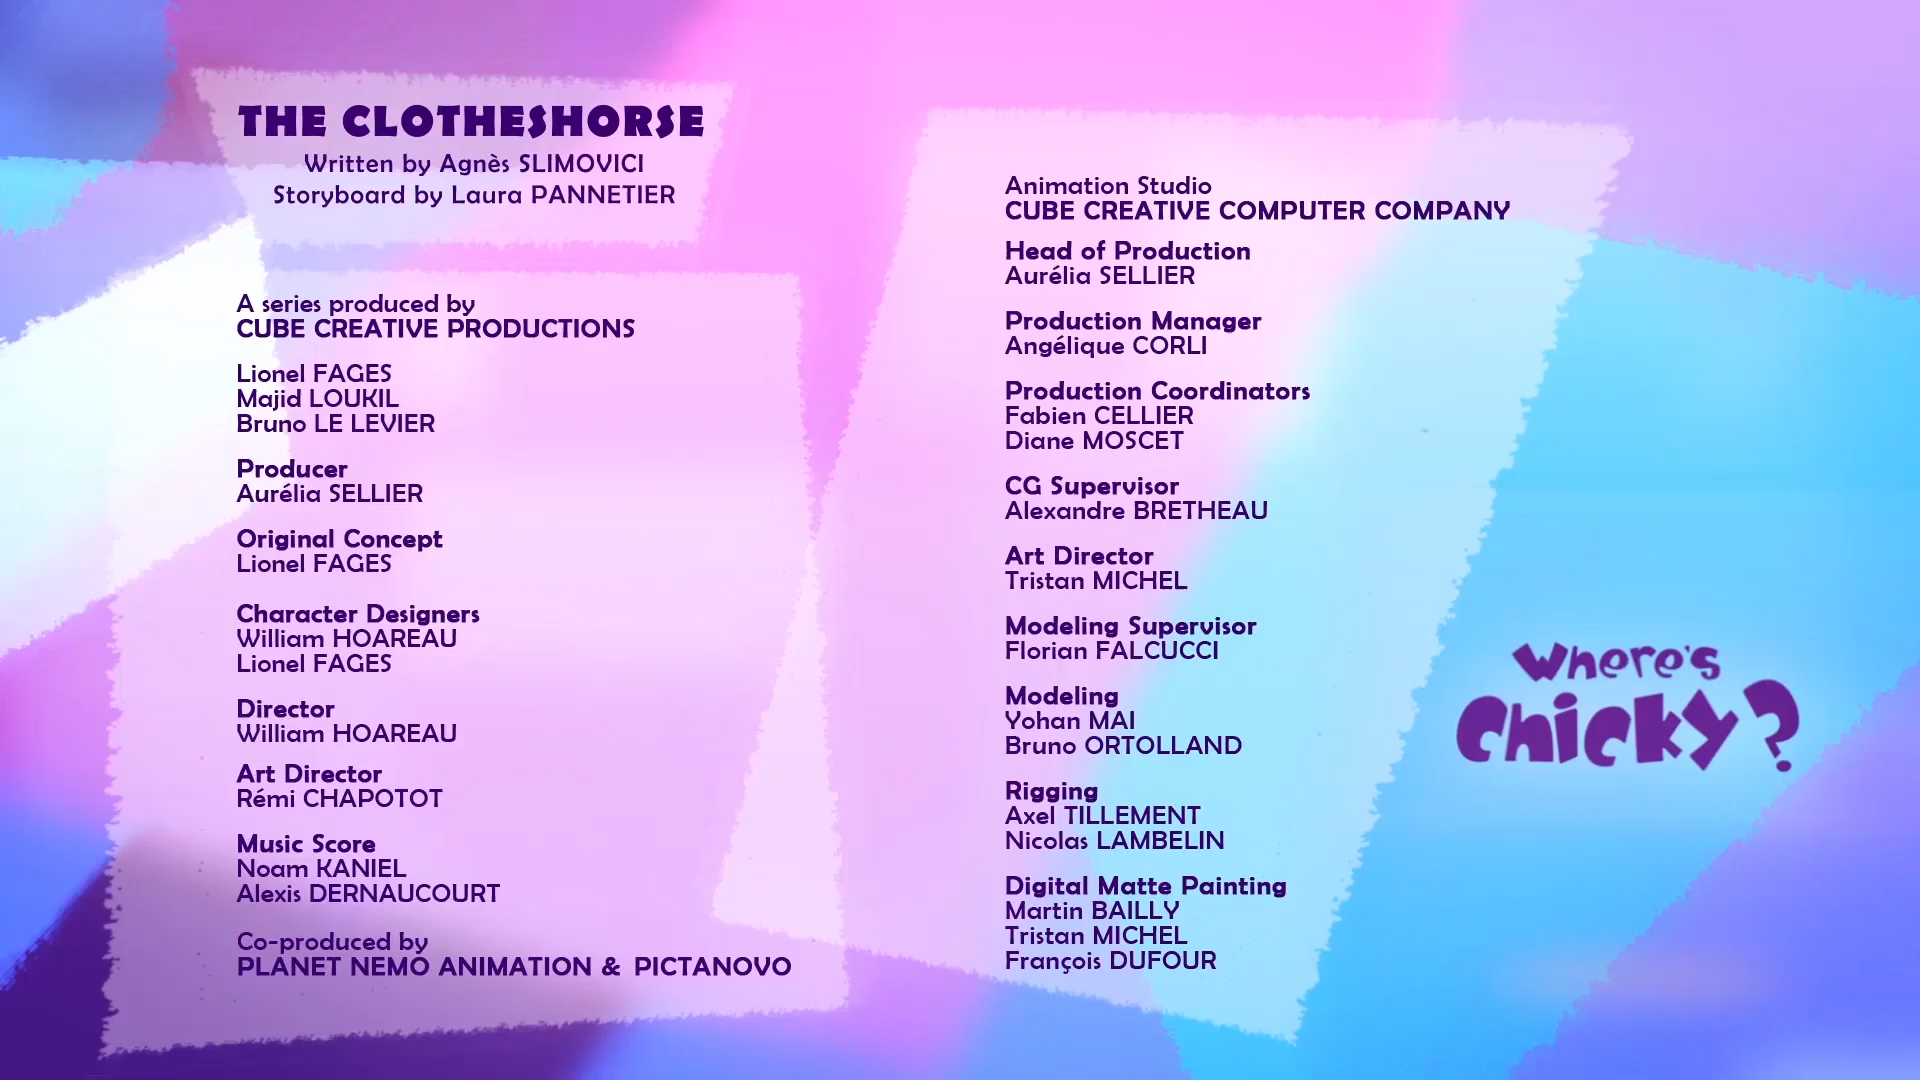 THE CLOTHESHORSE
Written by Agnès SLIMOVICI
Storyboard by Laura PANNETIER
A series produced by
CUBE CREATIVE PRODUCTIONS
Lionel FAGES
Majid LOUKIL
Bruno LE LEVIER
Producer
Aurélia SELLIER
Original Concept
Lionel FAGES
Character Designers
William HOAREAU
Lionel FAGES
Director
William HOAREAU
Art Director
Rémi CHAPOTOT
Music Score
Noam KANIEL
Alexis DERNAUCOURT
Co-produced by
PLANET NEMO ANIMATION & PICTANOVO
Animation Studio
CUBE CREATIVE COMPUTER COMPANY
Head of Production
Aurélia SELLIER
Production Manager
Angélique CORLI
Production Coordinators
Fabien CELLIER
Diane MOSCET
CG Supervisor
Alexandre BRETHEAU
Art Director
Tristan MICHEL
Modeling Supervisor
Florian FALCUCCI
Modeling
Yohan MAI
Bruno ORTOLLAND
Rigging
Axel TILLEMENT
Nicolas LAMBELIN
Digital Matte Painting
Martin BAILLY
Tristan MICHEL
François DUFOUR
Where's
Chicky?